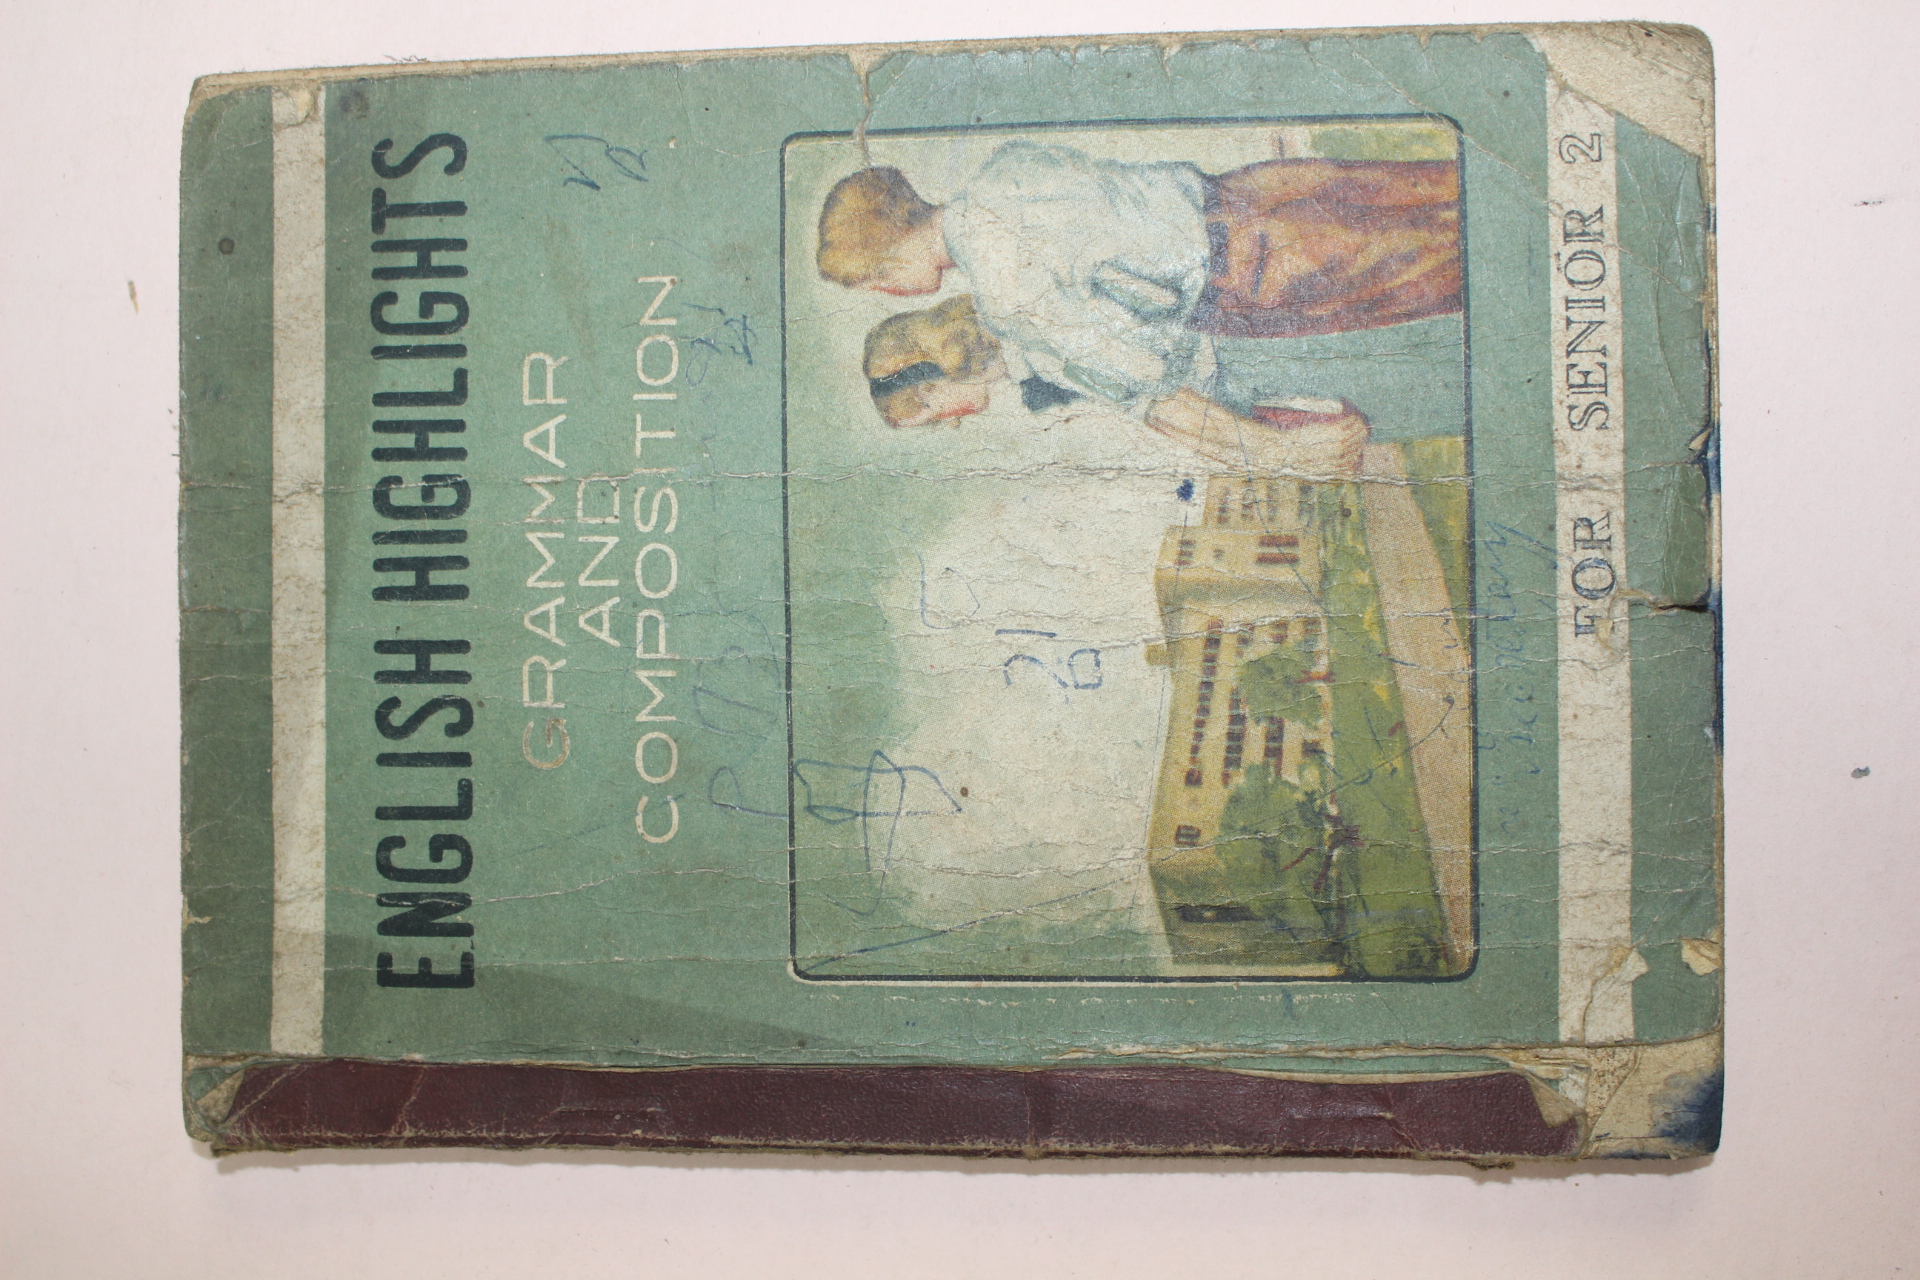 ENGLISH HIGHLIGHTS
GRAMMAR
AND
COMPOSITION
FOR SENIOR 2